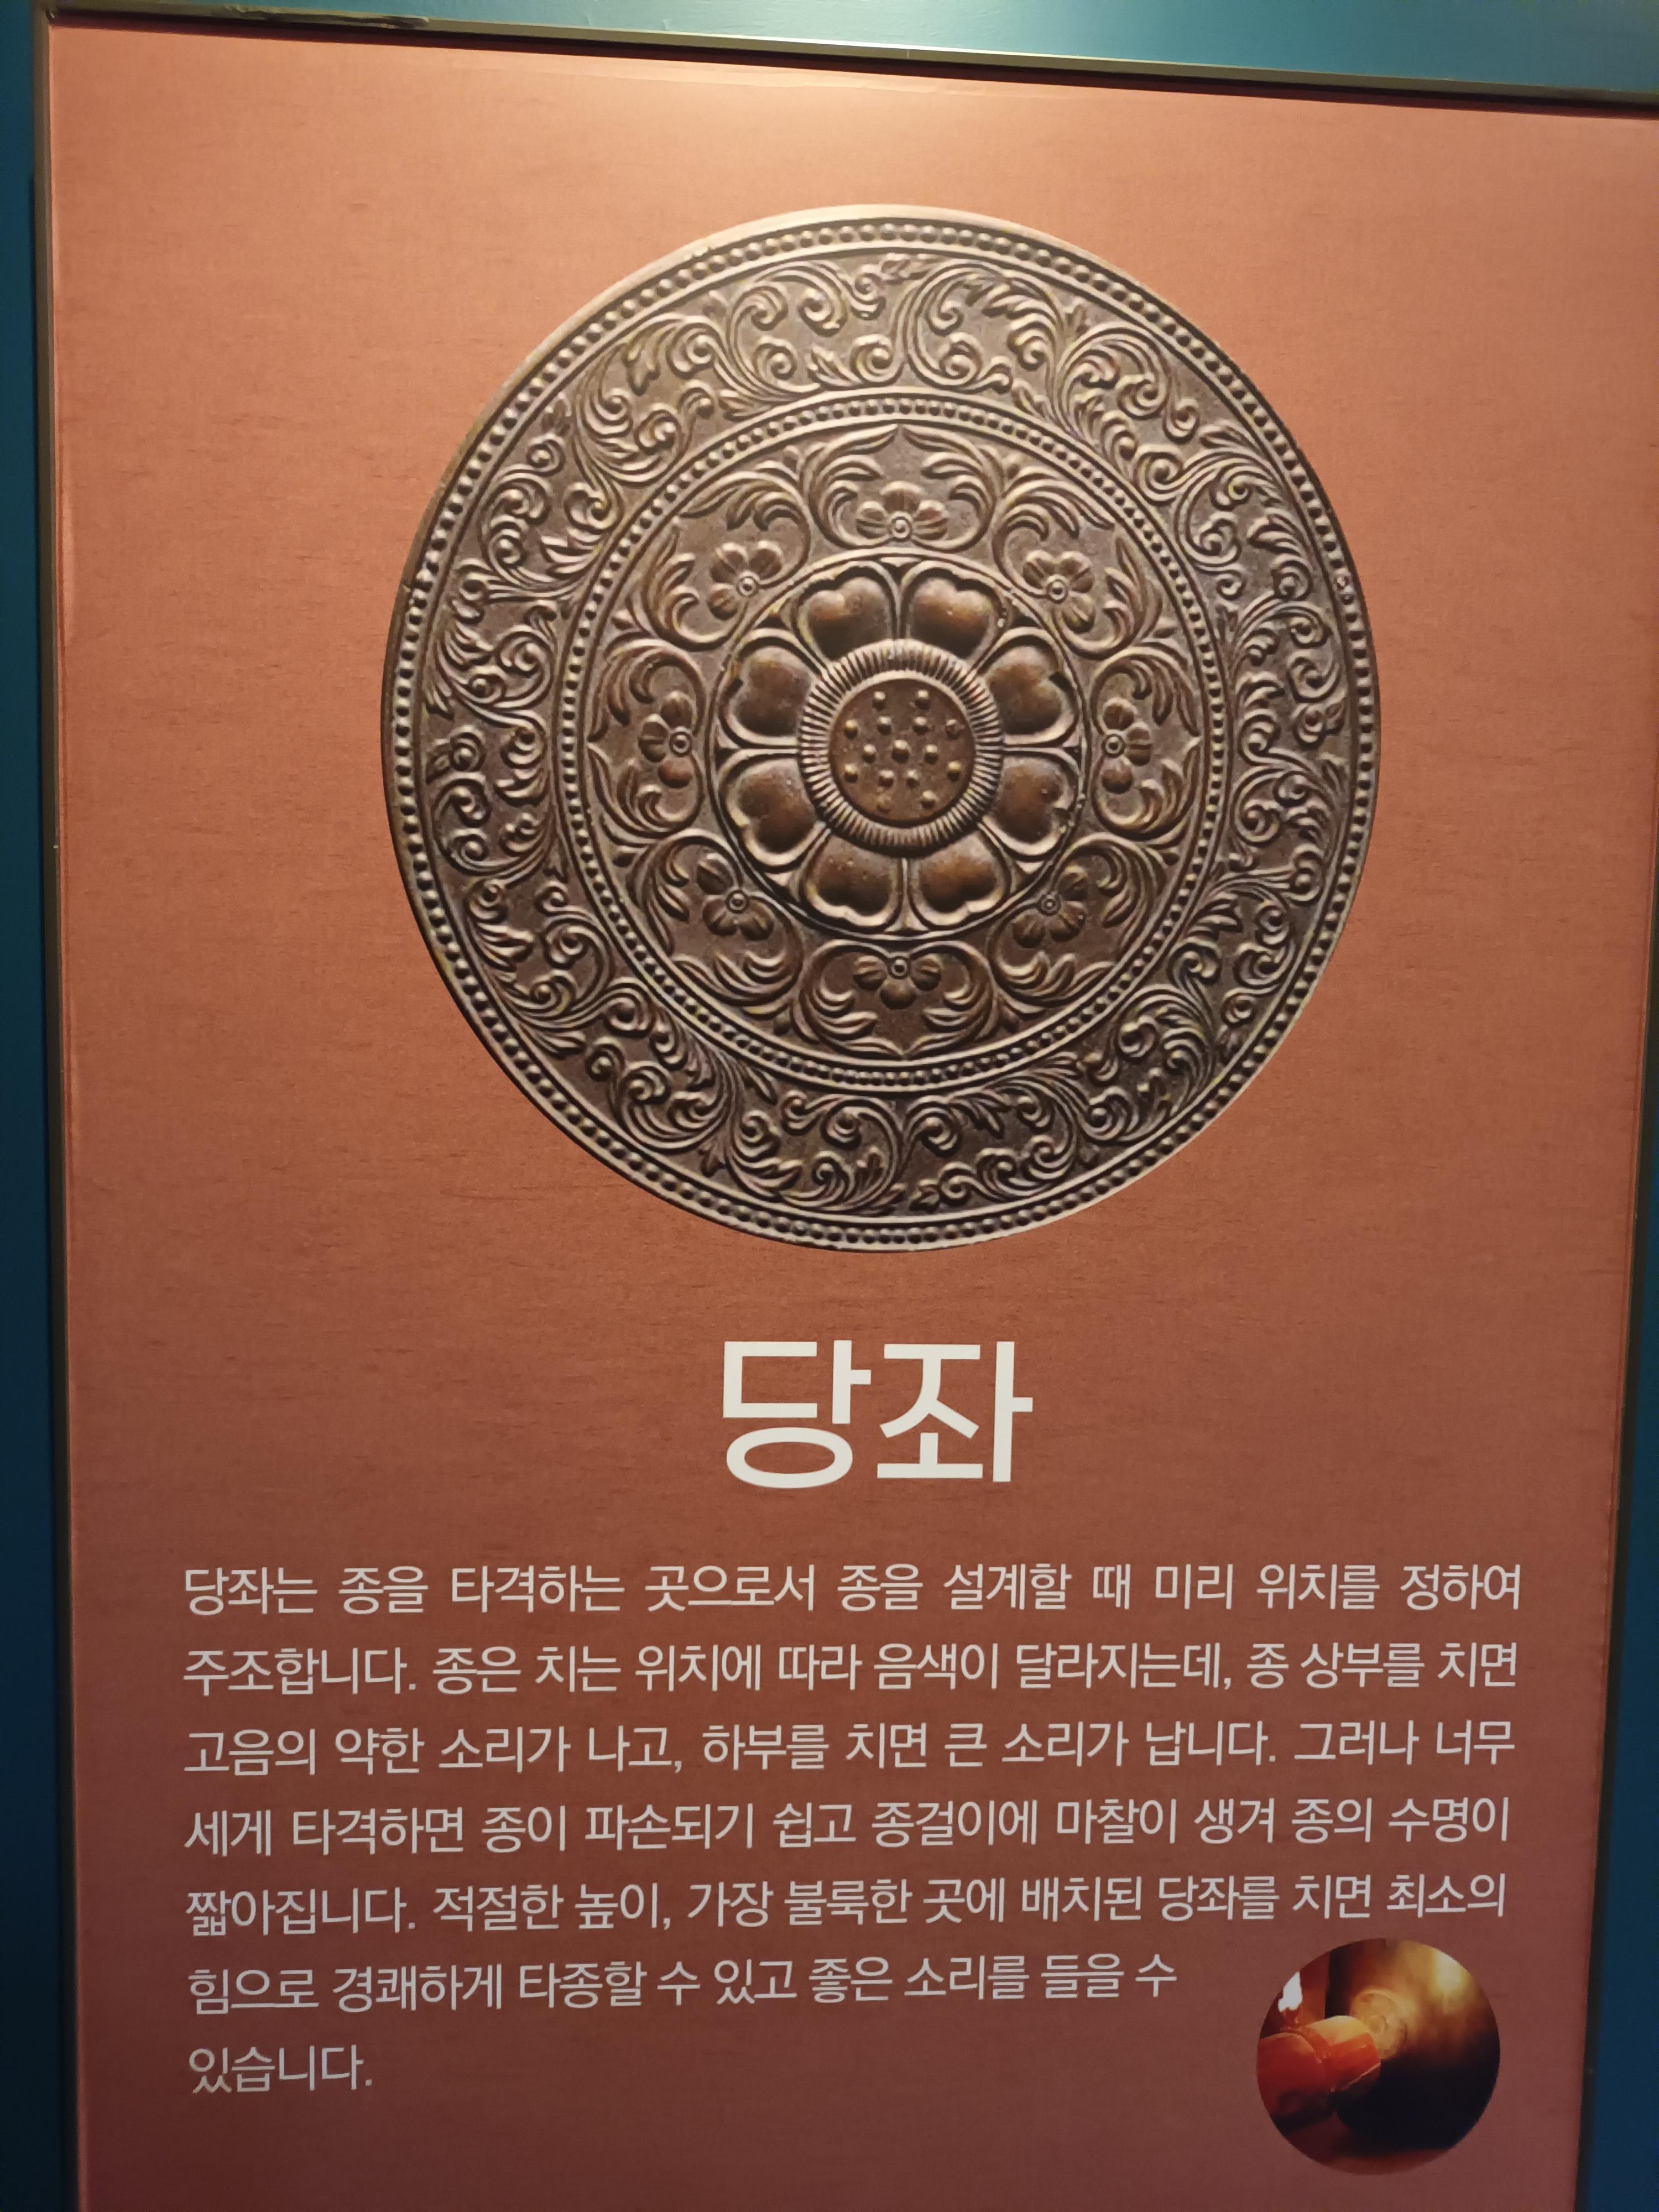 당좌
당좌는 종을 타격하는 곳으로서 종을 설계할 때 미리 위치를 정하여
주조합니다. 종은 치는 위치에 따라 음색이 달라지는데, 종 상부를 치면
고음의 약한 소리가 나고, 하부를 치면 큰 소리가 납니다. 그러나 너무
세게 타격하면 종이 파손되기 쉽고 종걸이에 마찰이 생겨 종의 수명이
짧아집니다. 적절한 높이, 가장 불룩한 곳에 배치된 당좌를 치면 최소의
힘으로 경쾌하게 타종할 수 있고 좋은 소리를 들을 수
있습니다.